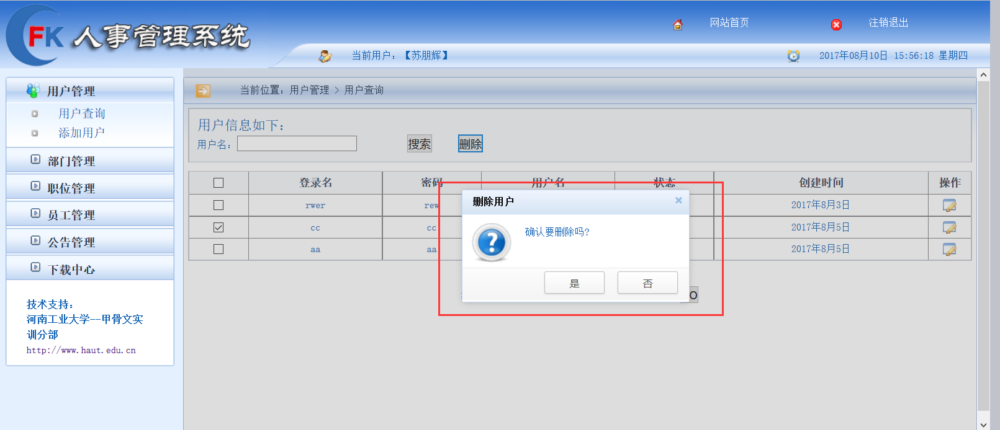 FK 人事管理系统
网站首页
注销退出
当前用户：【苏朋辉】
2017年08月10日 15:56:18 星期四
用户管理
用户查询
添加用户
部门管理
职位管理
员工管理
公告管理
下载中心
技术支持：
河南工业大学--甲骨文实
训分部
http://www.haut.edu.cn
当前位置：用户管理 > 用户查询
用户信息如下：
用户名：
搜索
删除
登录名 密码 用户名 状态 创建时间 操作
rwer rew 2017年8月3日
cc cc 2017年8月5日
aa aa 2017年8月5日
删除用户
确认要删除吗?
是
否
O